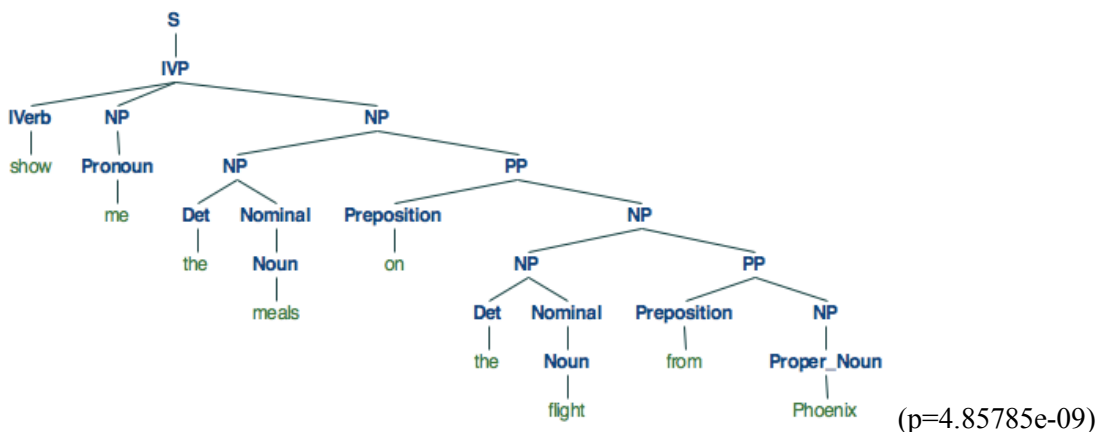 S
IVP
IVerb NP NP
show Pronoun NP PP
me Det Nominal Preposition NP
the Noun on NP PP
meals Det Nominal Preposition NP
the Noun from Proper_Noun
flight Phoenix (p=4.85785e-09)